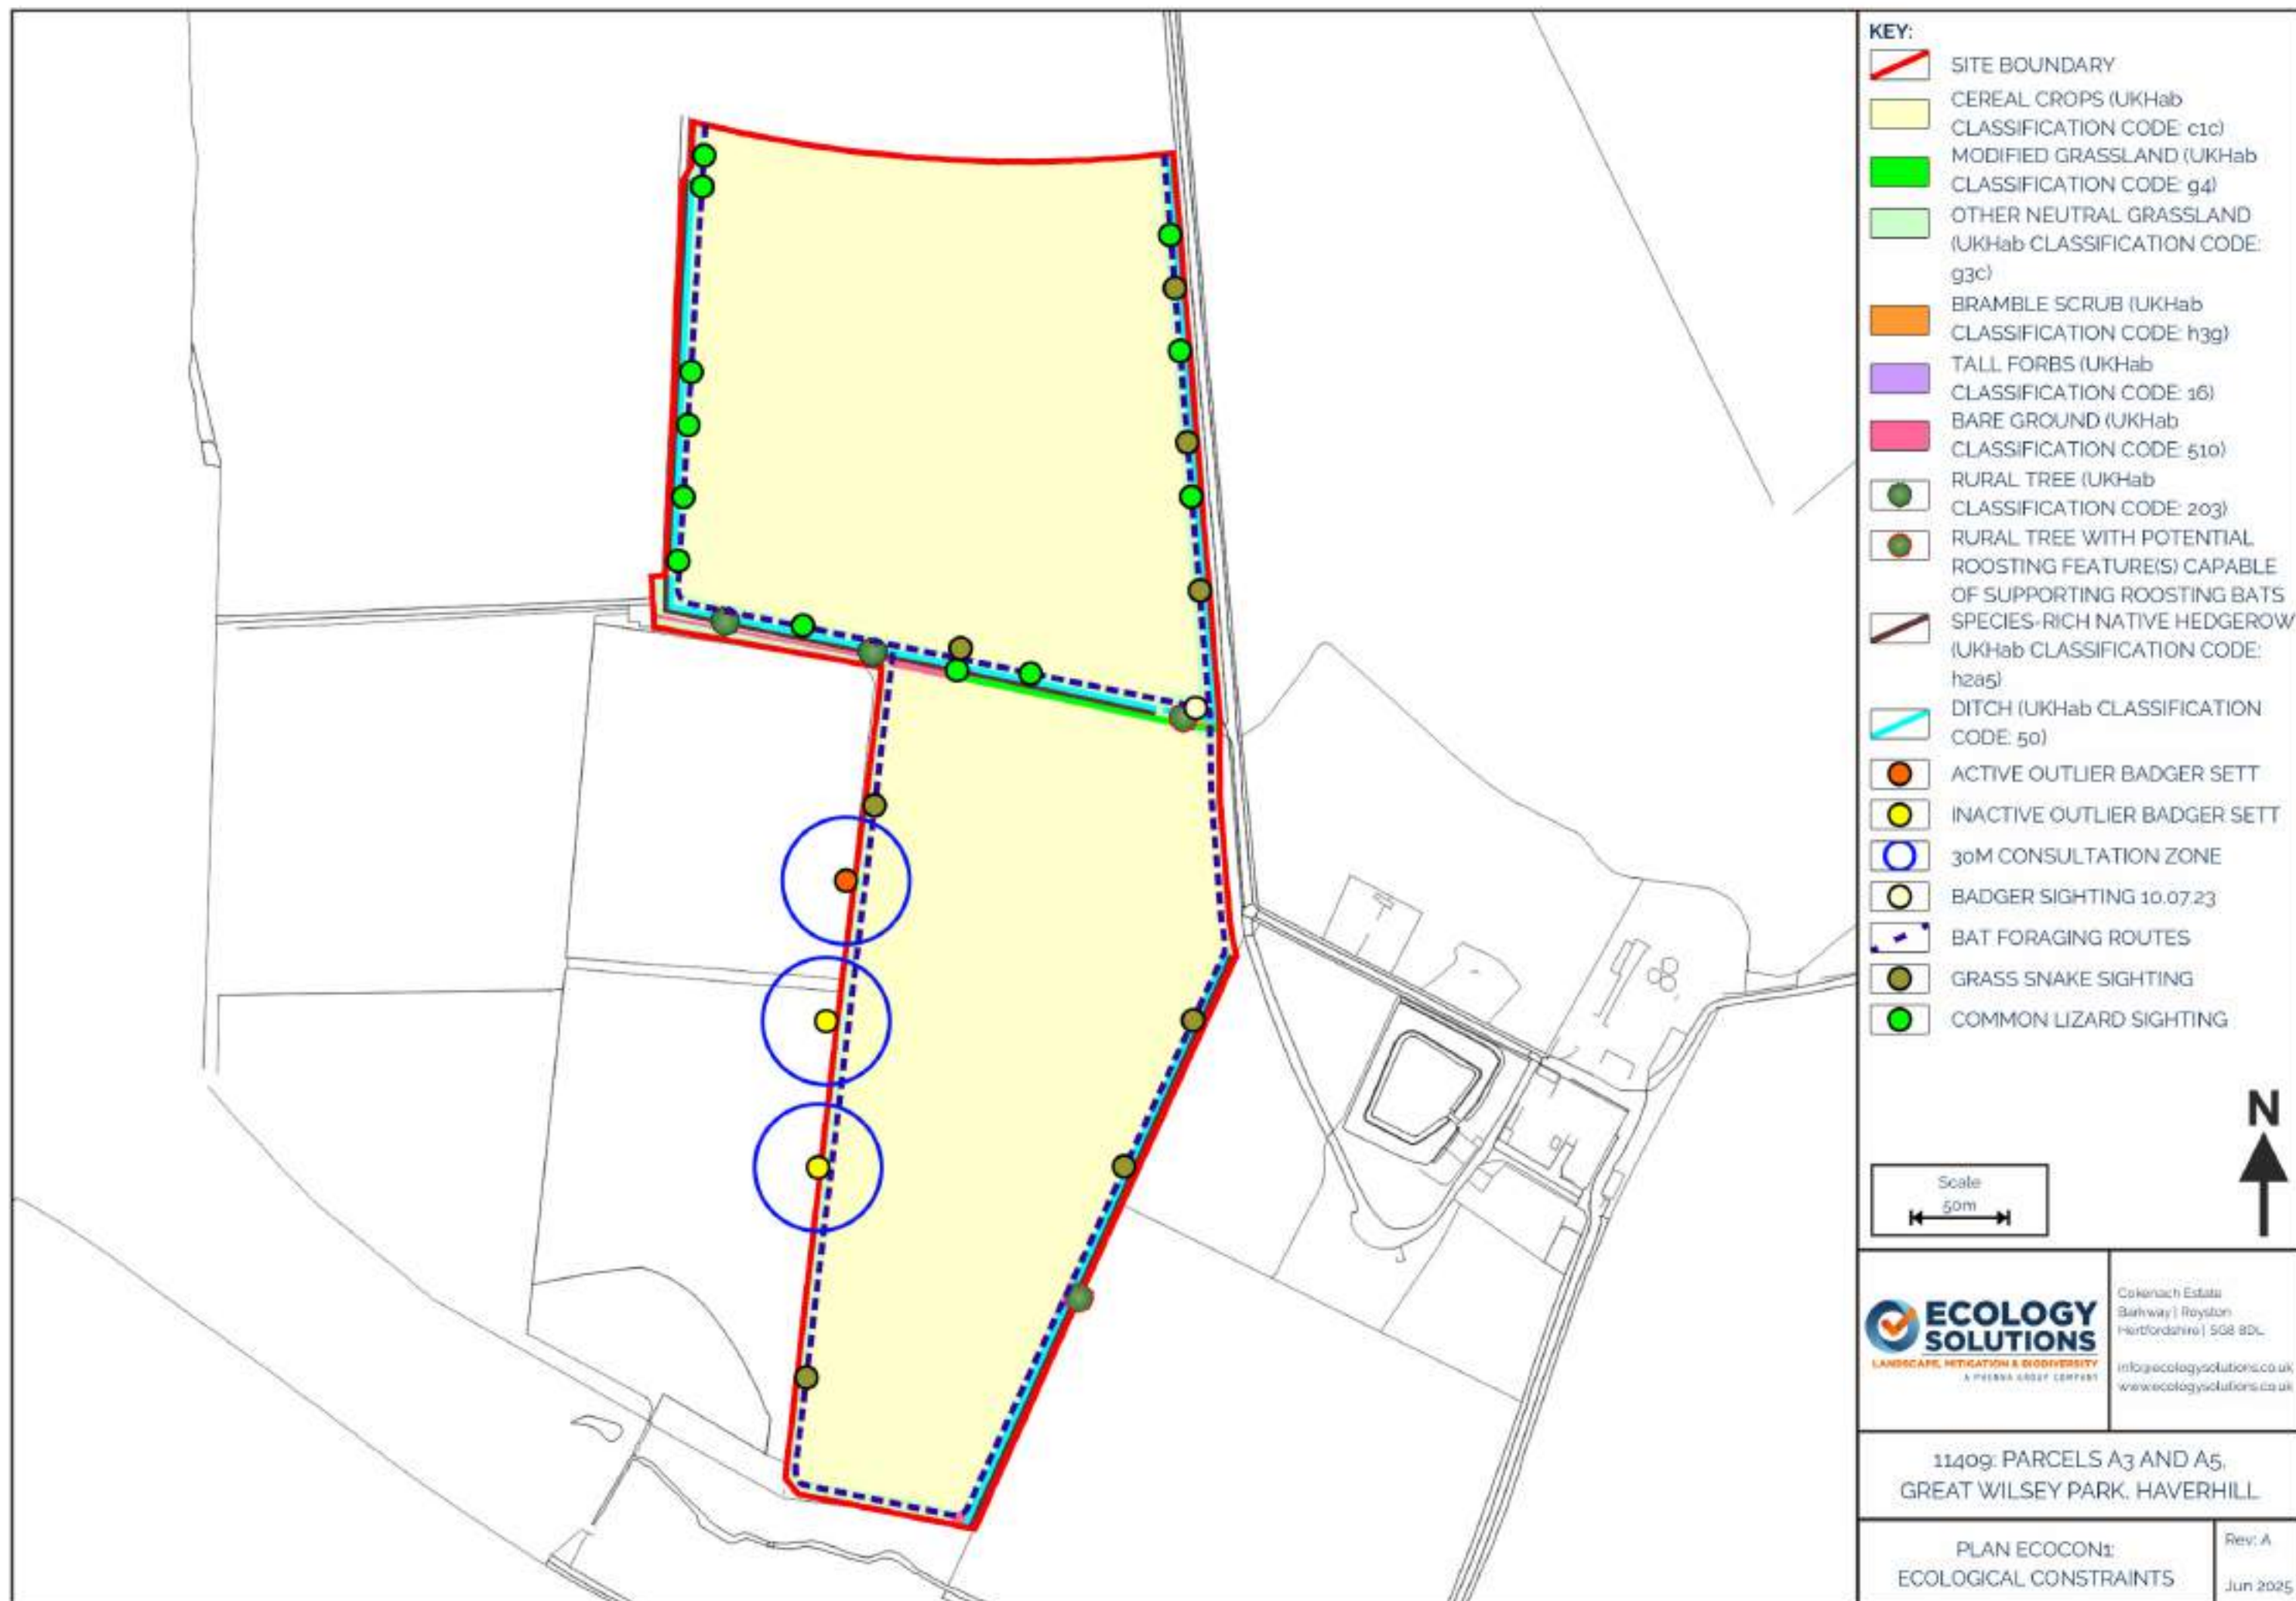 KEY:
SITE BOUNDARY
CEREAL CROPS (UKHab
CLASSIFICATION CODE: c1c)
MODIFIED GRASSLAND (UKHab
CLASSIFICATION CODE: g4)
OTHER NEUTRAL GRASSLAND
(UKHab CLASSIFICATION CODE:
g3c)
BRAMBLE SCRUB (UKHab
CLASSIFICATION CODE: h3g)
TALL FORBS (UKHab
CLASSIFICATION CODE: 16)
BARE GROUND (UKHab
CLASSIFICATION CODE: 510)
RURAL TREE (UKHab
CLASSIFICATION CODE: 203)
RURAL TREE WITH POTENTIAL
ROOSTING FEATURE(S) CAPABLE
OF SUPPORTING ROOSTING BATS
SPECIES-RICH NATIVE HEDGEROW
(UKHab CLASSIFICATION CODE:
h2a5)
DITCH (UKHab CLASSIFICATION
CODE: 50)
ACTIVE OUTLIER BADGER SETT
INACTIVE OUTLIER BADGER SETT
30M CONSULTATION ZONE
BADGER SIGHTING 10.07.23
BAT FORAGING ROUTES
GRASS SNAKE SIGHTING
COMMON LIZARD SIGHTING
N
Scale
50m
ECOLOGY
SOLUTIONS
LANDSCAPE, MITIGATION & BIODIVERSITY
A PHENNA GROUP COMPANY
Cokenach Estate
Barkway | Royston
Hertfordshire | SG8 8DL
info@ecologysolutions.co.uk
www.ecologysolutions.co.uk
11409: PARCELS A3 AND A5,
GREAT WILSEY PARK, HAVERHILL
PLAN ECOCON1:
ECOLOGICAL CONSTRAINTS
Rev: A
Jun 2025